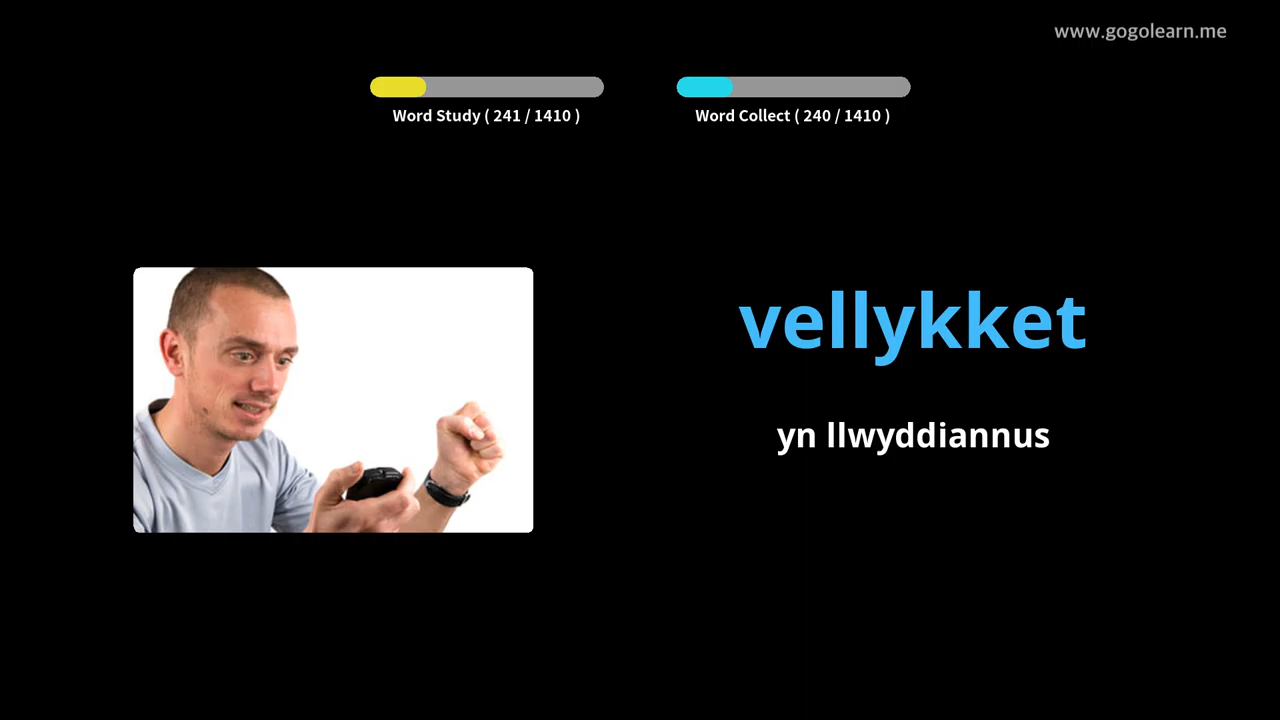 www.gogolearn.me
Word Study ( 241 / 1410 )
Word Collect ( 240 / 1410 )
vellykket
yn llwyddiannus